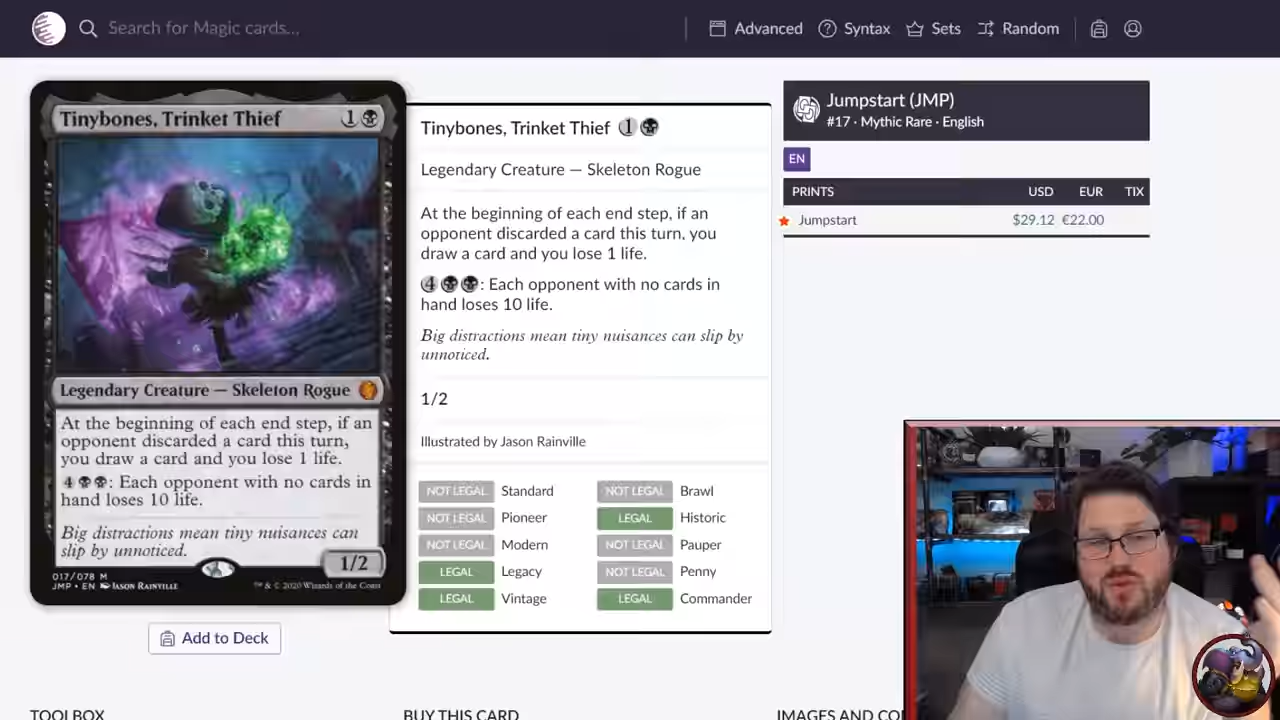 Search for Magic cards...
Advanced
Syntax
Sets
Random
Tinybones, Trinket Thief 1
Legendary Creature — Skeleton Rogue
At the beginning of each end step, if an
opponent discarded a card this turn,
you draw a card and you lose 1 life.
4 : Each opponent with no cards in
hand loses 10 life.
Big distractions mean tiny nuisances can
slip by unnoticed.
1/2
017/078 M
JMP • EN JASON RAINVILLE
™ & © 2020 Wizards of the Coast
Add to Deck
Tinybones, Trinket Thief 1
Legendary Creature — Skeleton Rogue
At the beginning of each end step, if an
opponent discarded a card this turn, you
draw a card and you lose 1 life.
4 : Each opponent with no cards in
hand loses 10 life.
Big distractions mean tiny nuisances can slip by
unnoticed.
1/2
Illustrated by Jason Rainville
NOT LEGAL Standard NOT LEGAL Brawl
NOT LEGAL Pioneer LEGAL Historic
NOT LEGAL Modern NOT LEGAL Pauper
LEGAL Legacy NOT LEGAL Penny
LEGAL Vintage LEGAL Commander
Jumpstart (JMP)
#17 · Mythic Rare · English
EN
PRINTS USD EUR TIX
Jumpstart $29.12 €22.00
TOOLBOX
BUY THIS CARD
IMAGES AND